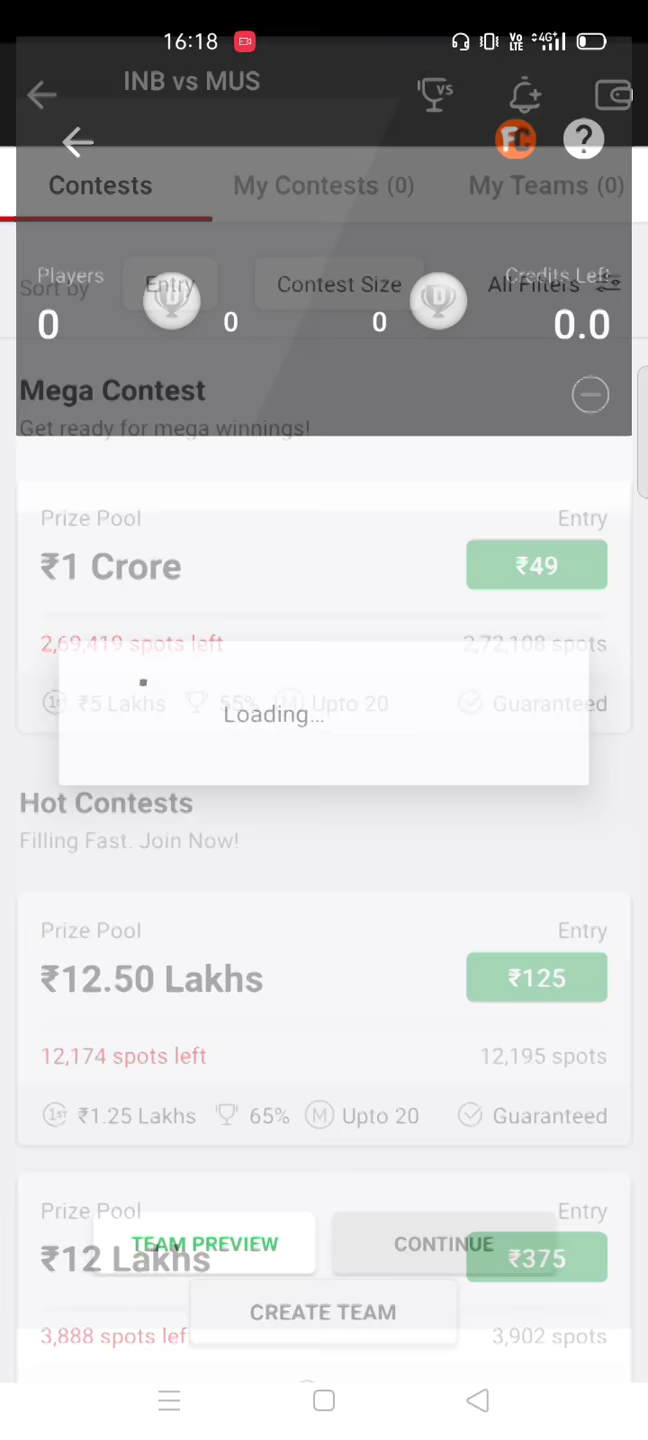 16:18 Vo LTE 4G+
INB vs MUS VS
FC ?
Contests My Contests (0) My Teams (0)
Players Credits Left
Sort by Entry Contest Size All Filters
0 0 0 0.0
Mega Contest
Get ready for mega winnings!
Prize Pool Entry
₹1 Crore ₹49
2,69,419 spots left 2,72,108 spots
1st ₹5 Lakhs 55% M Upto 20 Guaranteed
Loading...
Hot Contests
Filling Fast. Join Now!
Prize Pool Entry
₹12.50 Lakhs ₹125
12,174 spots left 12,195 spots
1st ₹1.25 Lakhs 65% M Upto 20 Guaranteed
Prize Pool Entry
TEAM PREVIEW CONTINUE
₹12 Lakhs ₹375
CREATE TEAM
3,888 spots left 3,902 spots